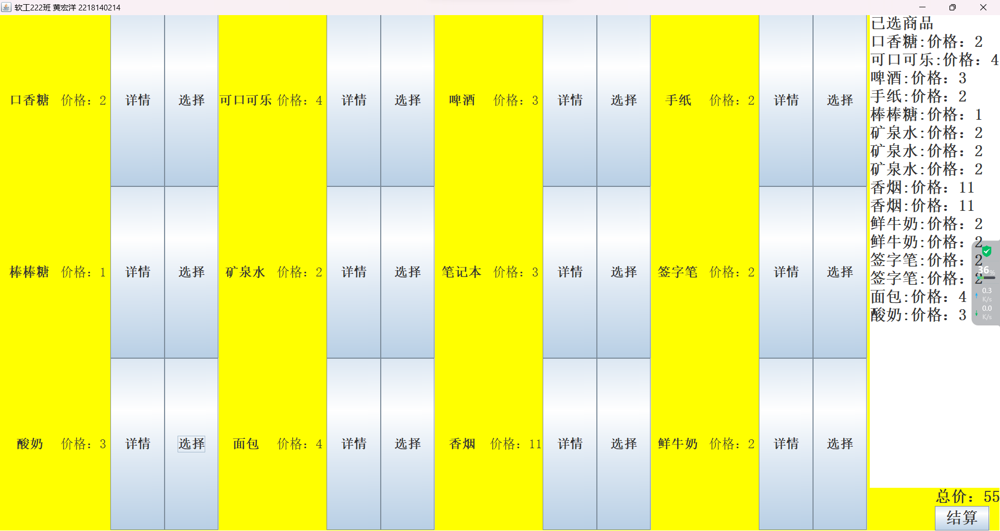 软工222班 黄宏洋 2218140214
口香糖 价格：2 详情 选择 可口可乐 价格：4 详情 选择 啤酒 价格：3 详情 选择 手纸 价格：2 详情 选择
棒棒糖 价格：1 详情 选择 矿泉水 价格：2 详情 选择 笔记本 价格：3 详情 选择 签字笔 价格：2 详情 选择
酸奶 价格：3 详情 选择 面包 价格：4 详情 选择 香烟 价格：11 详情 选择 鲜牛奶 价格：2 详情 选择
已选商品
口香糖:价格：2
可口可乐:价格：4
啤酒:价格：3
手纸:价格：2
棒棒糖:价格：1
矿泉水:价格：2
矿泉水:价格：2
矿泉水:价格：2
香烟:价格：11
香烟:价格：11
鲜牛奶:价格：2
鲜牛奶:价格：2
签字笔:价格：2
签字笔:价格：2
面包:价格：4
酸奶:价格：3
36%
0.3
K/s
0.0
K/s
总价：55
结算